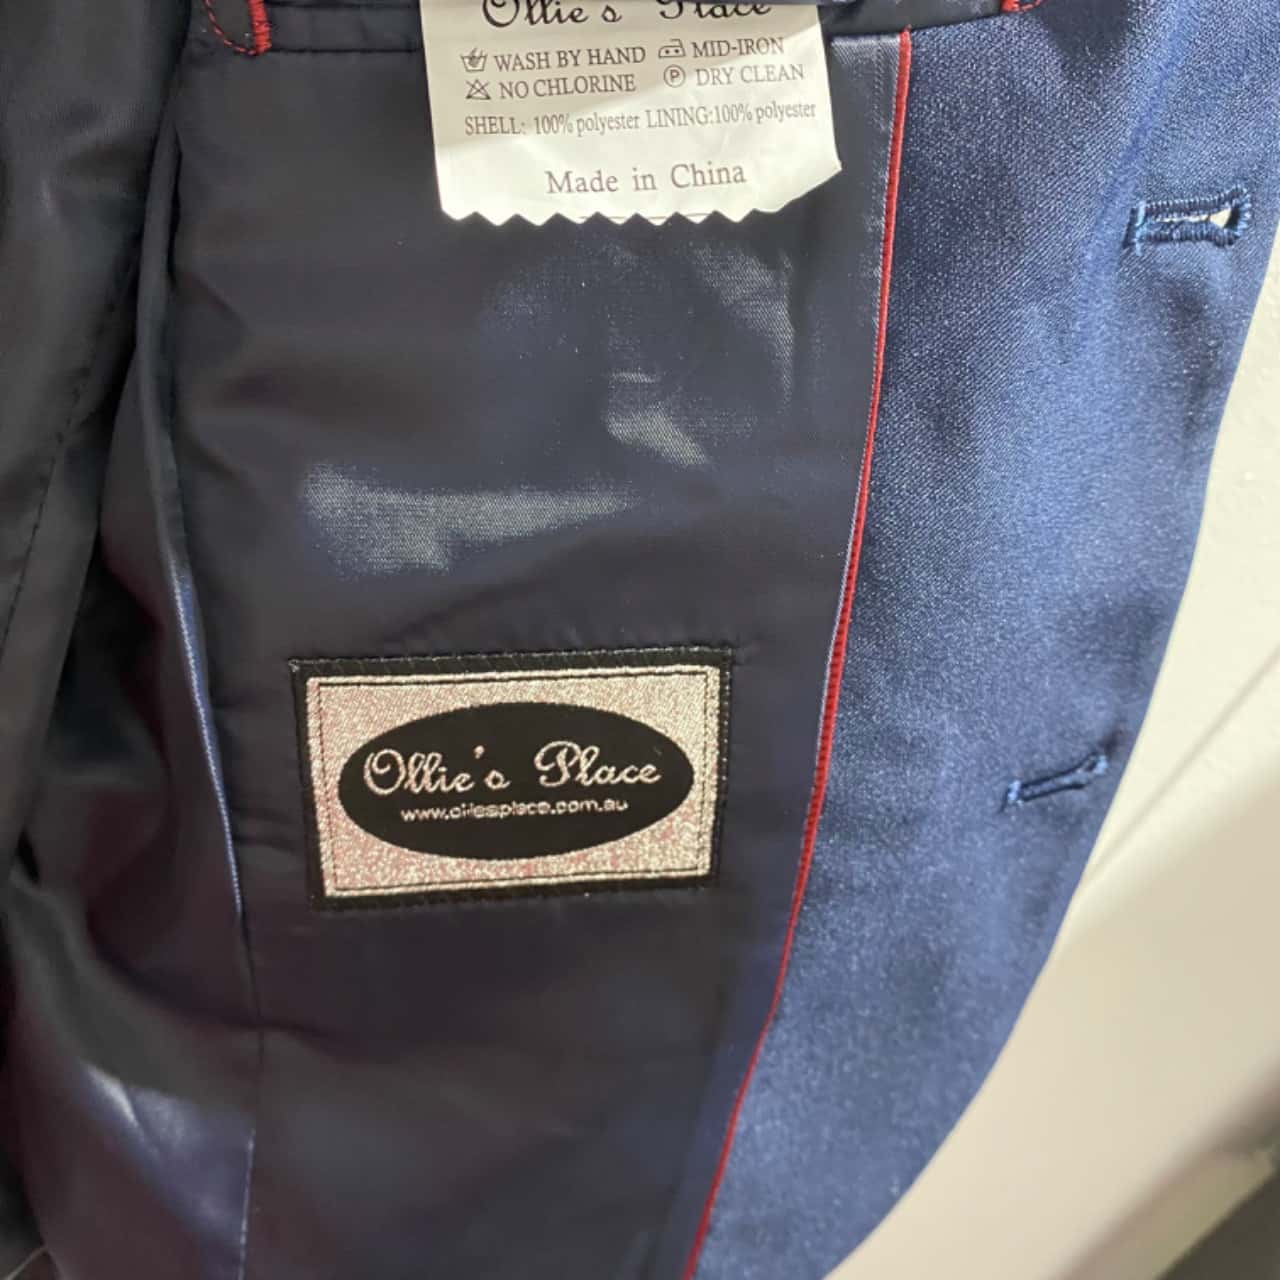 Ollie's Place
WASH BY HAND MID-IRON
NO CHLORINE Ⓟ DRY CLEAN
SHELL: 100% polyester LINING:100% polyester
Made in China
Ollie's Place
www.olliesplace.com.au